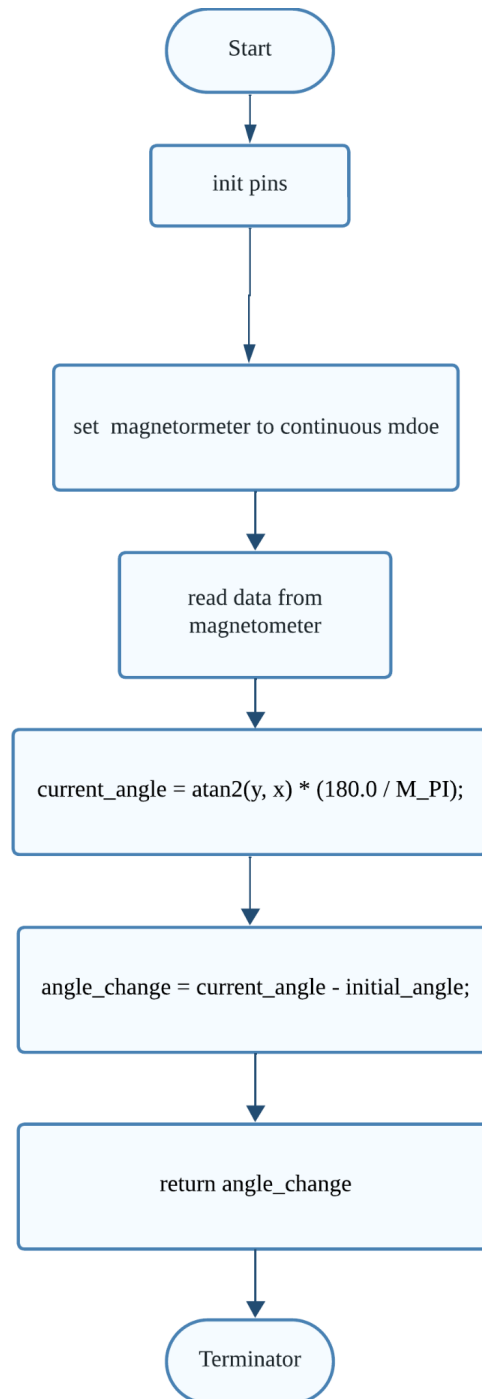 Start
init pins
set  magnetormeter to continuous mdoe
read data from
magnetometer
current_angle = atan2(y, x) * (180.0 / M_PI);
angle_change = current_angle - initial_angle;
return angle_change
Terminator